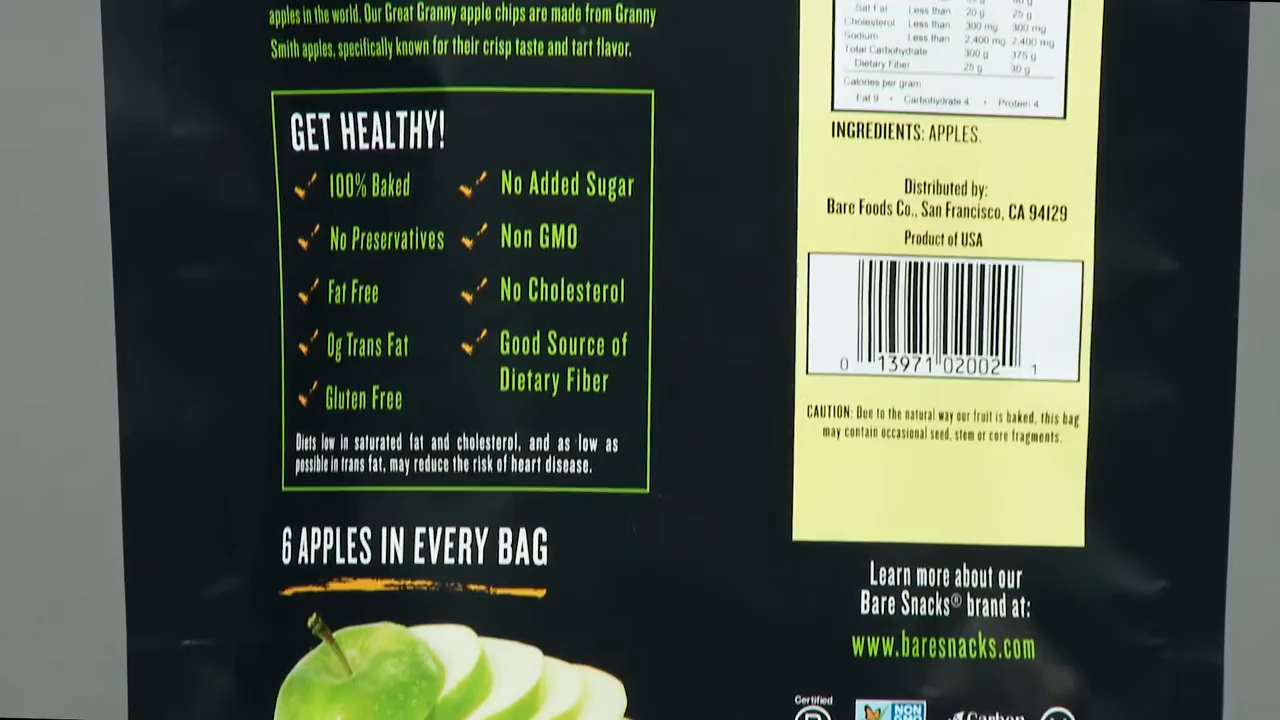 apples in the world. Our Great Granny apple chips are made from Granny
Smith apples, specifically known for their crisp taste and tart flavor.
GET HEALTHY!
100% Baked
No Preservatives
Fat Free
0g Trans Fat
Gluten Free
No Added Sugar
Non GMO
No Cholesterol
Good Source of
Dietary Fiber
Diets low in saturated fat and cholesterol, and as low as
possible in trans fat, may reduce the risk of heart disease.
6 APPLES IN EVERY BAG
Sat Fat Less than 20 g 25 g
Cholesterol Less than 300 mg 300 mg
Sodium Less than 2,400 mg 2,400 mg
Total Carbohydrate 300 g 375 g
Dietary Fiber 25 g 30 g
Calories per gram
Fat 9 • Carbohydrate 4 • Protein 4
INGREDIENTS: APPLES.
Distributed by:
Bare Foods Co., San Francisco, CA 94129
Product of USA
0 13971 02002 1
CAUTION: Due to the natural way our fruit is baked, this bag
may contain occasional seed, stem or core fragments.
Learn more about our
Bare Snacks® brand at:
www.baresnacks.com
Certified
NON
Carbon